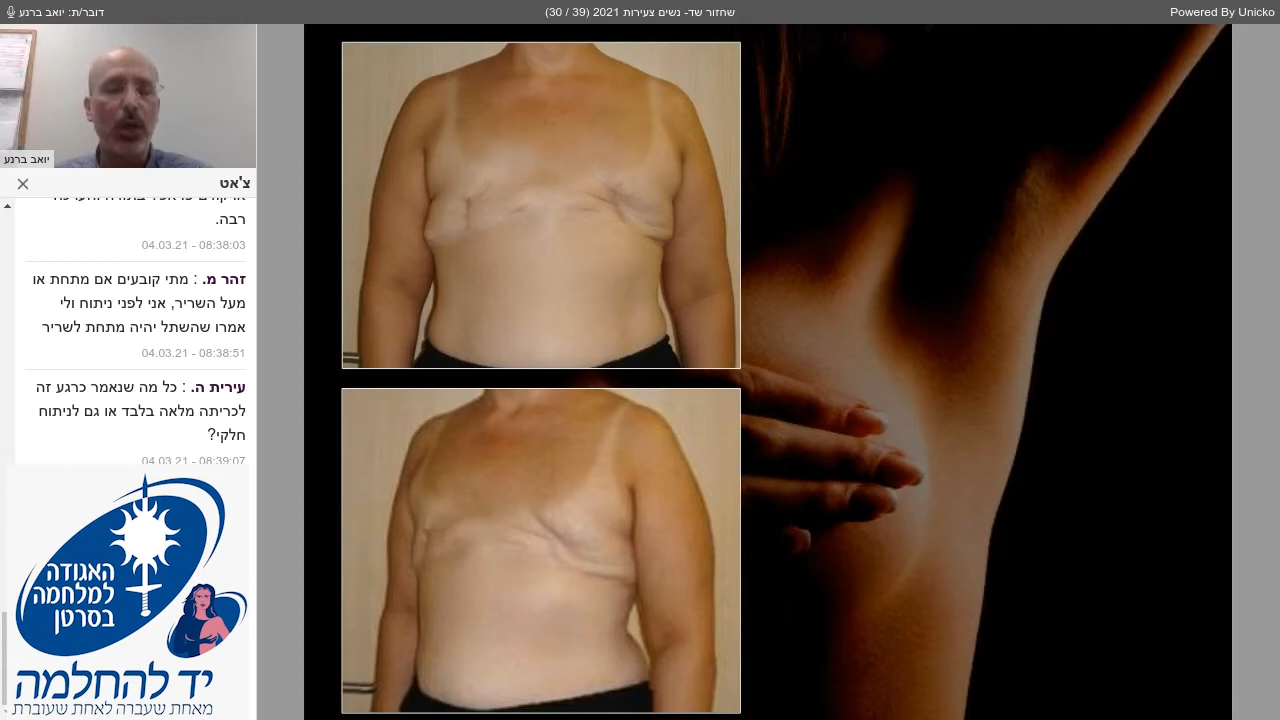 דובר/ת: יואב ברנע
שחזור שד- נשים צעירות 2021 (39 / 30)
Powered By Unicko
יואב ברנע
צ'אט
רבה.
04.03.21 - 08:38:03
זהר מ. : מתי קובעים אם מתחת או
מעל השריר, אני לפני ניתוח ולי
אמרו שהשתל יהיה מתחת לשריר
04.03.21 - 08:38:51
עירית ה. : כל מה שנאמר כרגע זה
לכריתה מלאה בלבד או גם לניתוח
חלקי?
04.03.21 - 08:39:07
האגודה
למלחמה
בסרטן
יד להחלמה
מאחת שעברה לאחת שעוברת